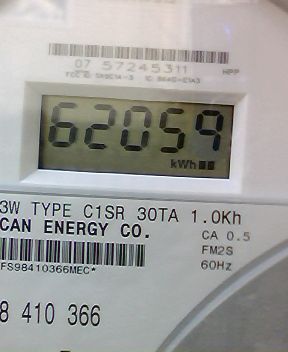 07 57245311 HPP
62059
kWh
3W TYPE C1SR 30TA 1.0Kh
CAN ENERGY CO. CA 0.5
FM2S
FS98410366MEC* 60Hz
8 410 366